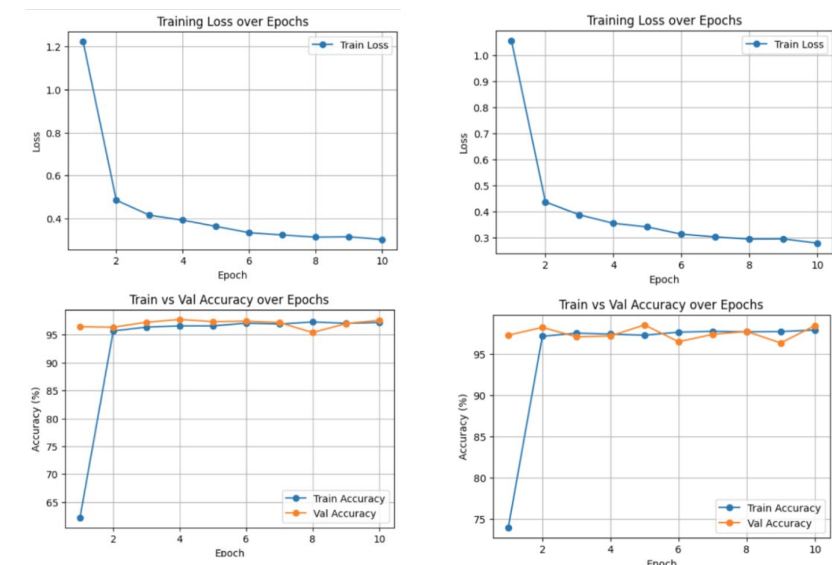 Training Loss over Epochs
Train Loss
1.2
1.0
0.8
0.6
0.4
Loss
2 4 6 8 10
Epoch
Training Loss over Epochs
Train Loss
1.0
0.9
0.8
0.7
0.6
0.5
0.4
0.3
Loss
2 4 6 8 10
Epoch
Train vs Val Accuracy over Epochs
95
90
85
80
75
70
65
Accuracy (%)
Train Accuracy
Val Accuracy
2 4 6 8 10
Epoch
Train vs Val Accuracy over Epochs
95
90
85
80
75
Accuracy (%)
Train Accuracy
Val Accuracy
2 4 6 8 10
Epoch